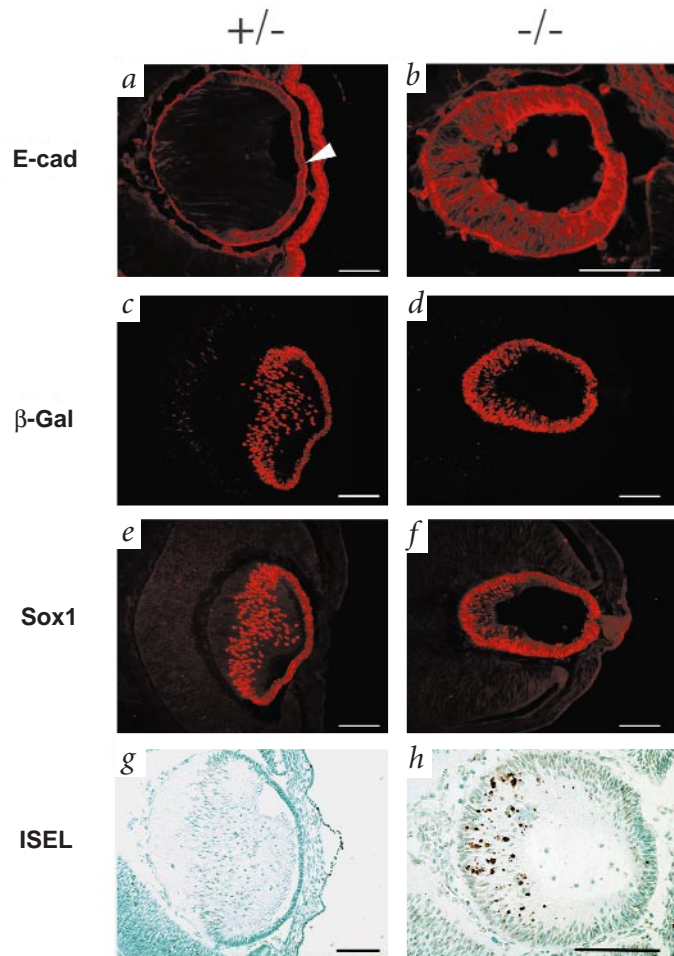 +/- -/-
a b
E-cad
c d
β-Gal
e f
Sox1
g h
ISEL